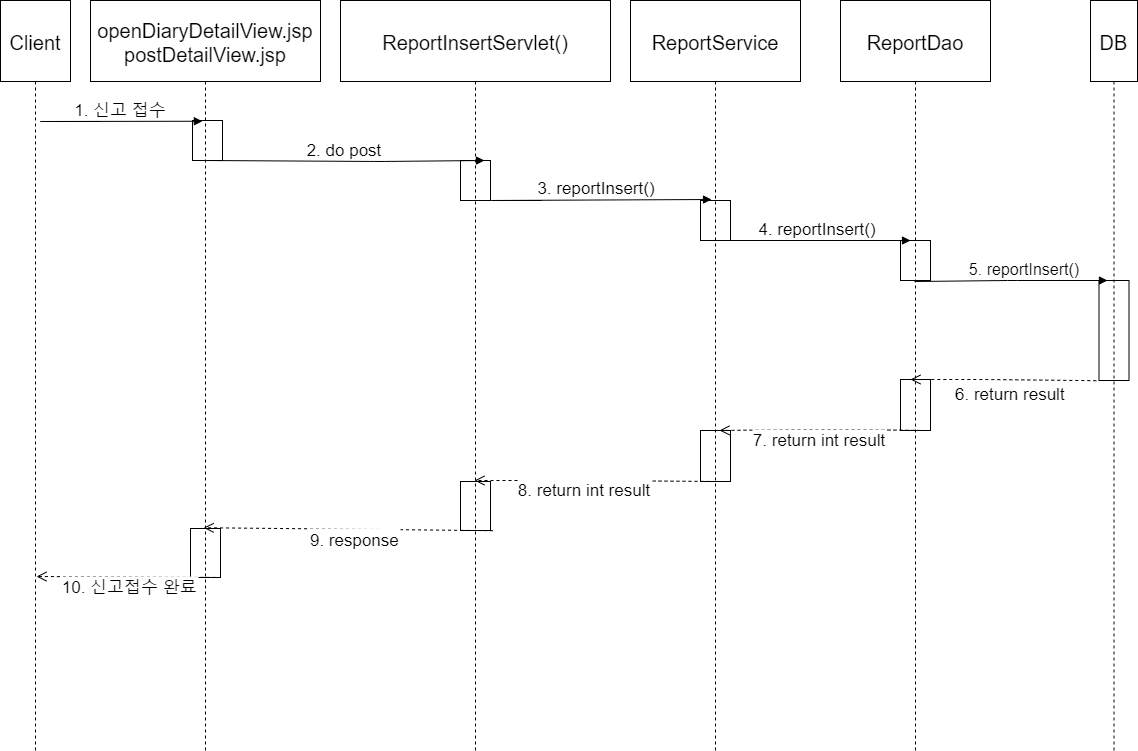 Client
openDiaryDetailView.jsp
postDetailView.jsp
ReportInsertServlet()
ReportService
ReportDao
DB
1. 신고 접수
2. do post
3. reportInsert()
4. reportInsert()
5. reportInsert()
6. return result
7. return int result
8. return int result
9. response
10. 신고접수 완료